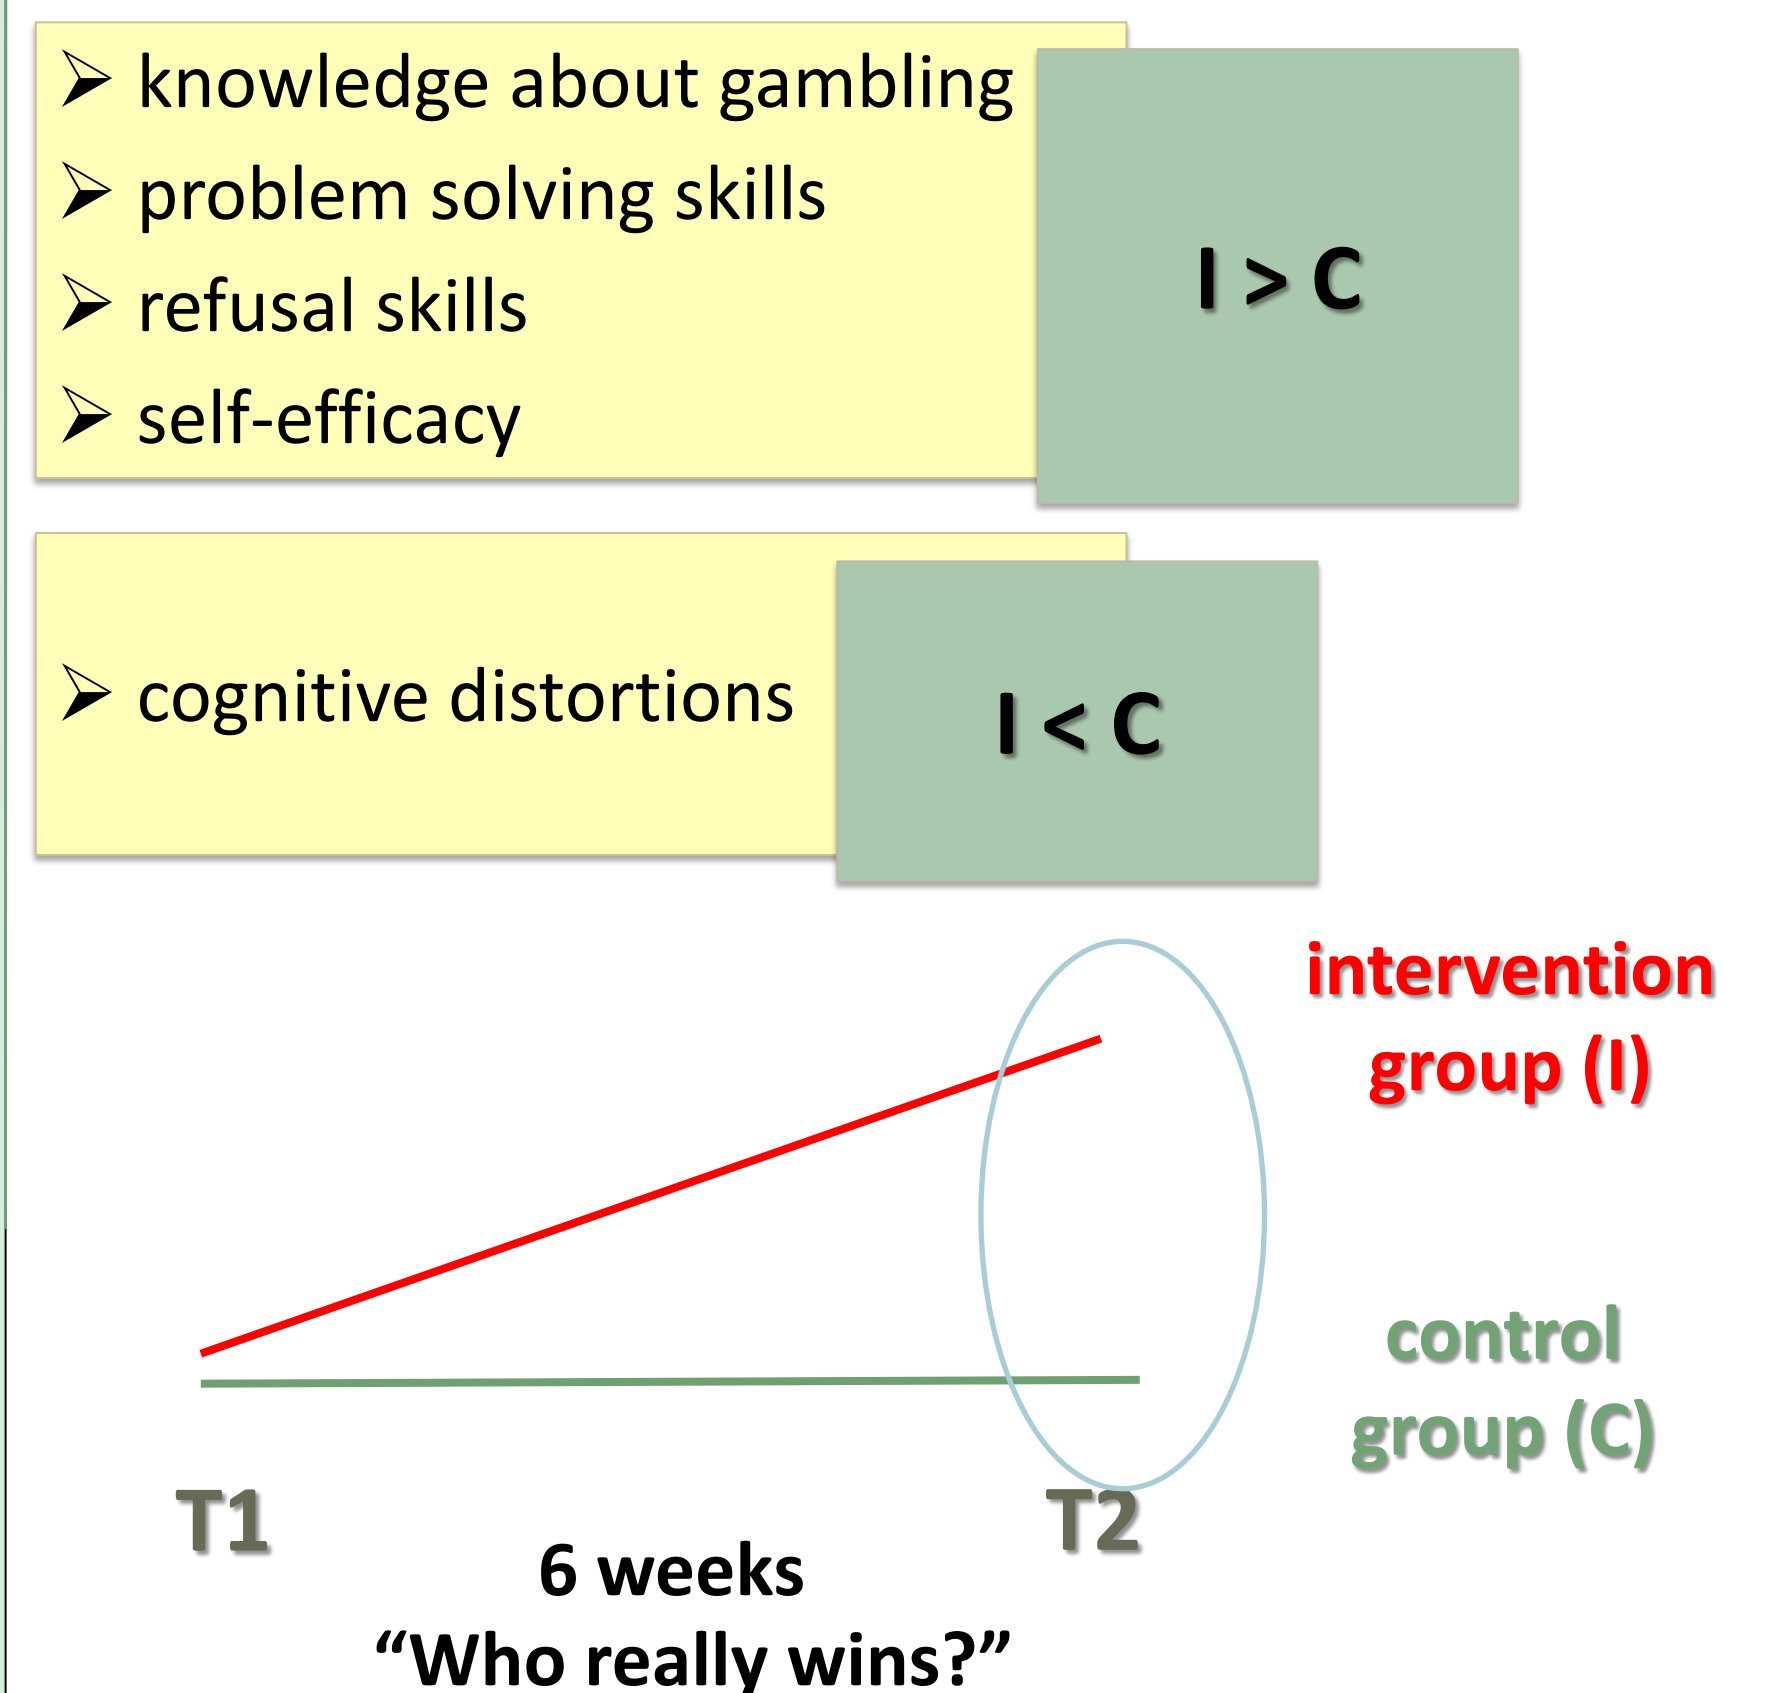 ➢ knowledge about gambling
➢ problem solving skills
➢ refusal skills
➢ self-efficacy
I > C
➢ cognitive distortions
I < C
intervention
group (I)
control
group (C)
T1
T2
6 weeks
“Who really wins?”